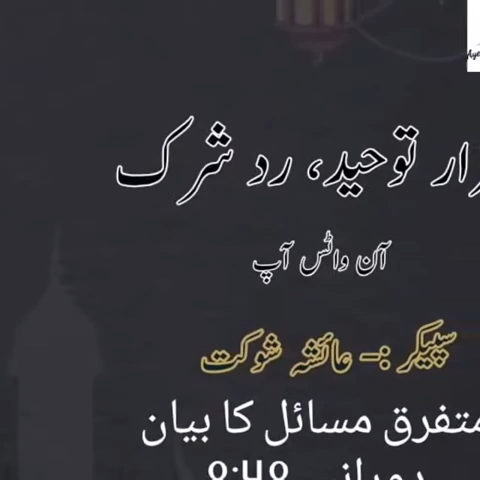 توحید، رد شرک
آن واٹس آپ
سپیکر :- عائشہ شوکت
متفرق مسائل کا بیان